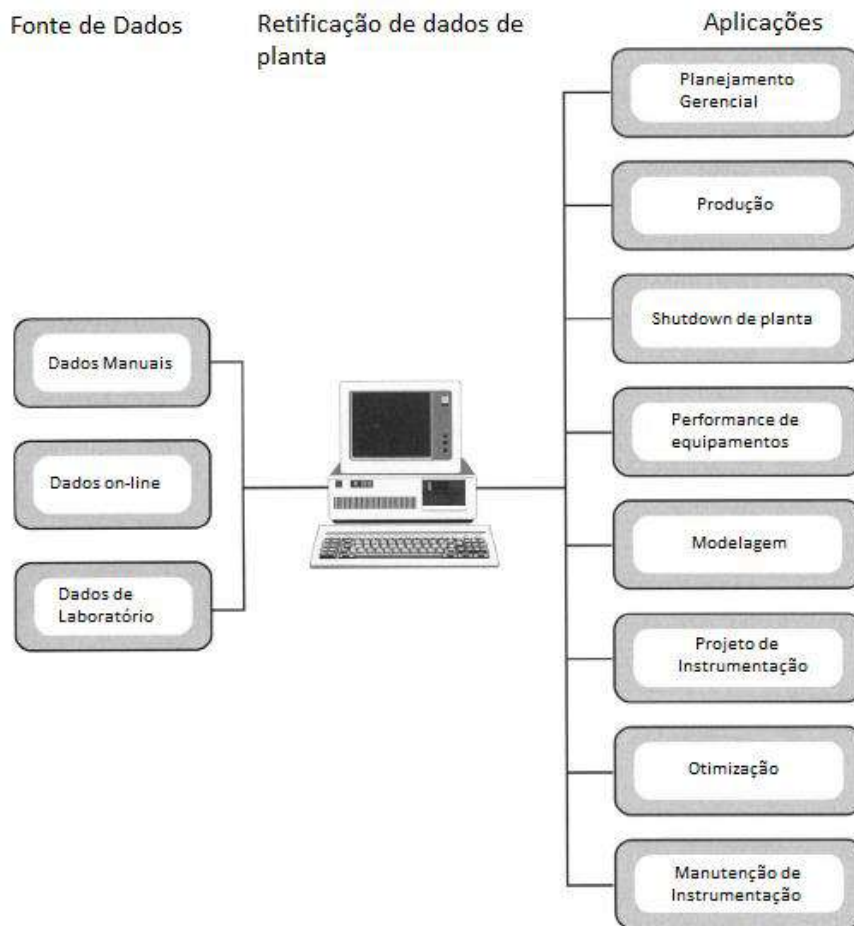 Fonte de Dados
Retificação de dados de
planta
Aplicações
Planejamento
Gerencial
Produção
Shutdown de planta
Performance de
equipamentos
Modelagem
Projeto de
Instrumentação
Otimização
Manutenção de
Instrumentação
Dados Manuais
Dados on-line
Dados de
Laboratório